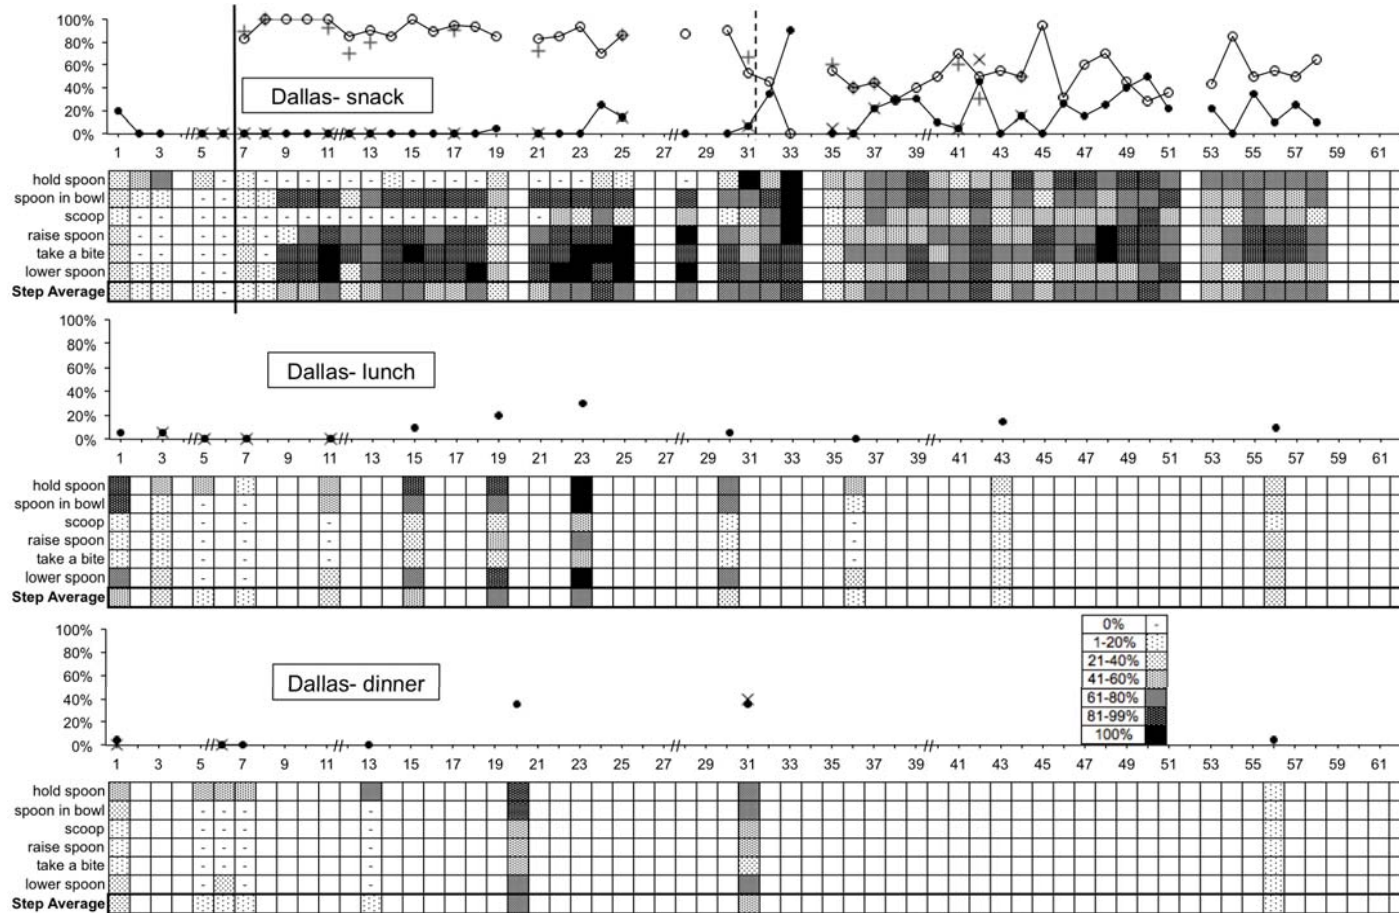 100%
80%
60%
40%
20%
0%
Dallas- snack
1 3 5 7 9 11 13 15 17 19 21 23 25 27 29 31 33 35 37 39 41 43 45 47 49 51 53 55 57 59 61
hold spoon
spoon in bowl
scoop
raise spoon
take a bite
lower spoon
Step Average
100%
80%
60%
40%
20%
0%
Dallas- lunch
1 3 5 7 9 11 13 15 17 19 21 23 25 27 29 31 33 35 37 39 41 43 45 47 49 51 53 55 57 59 61
hold spoon
spoon in bowl
scoop
raise spoon
take a bite
lower spoon
Step Average
100%
80%
60%
40%
20%
0%
Dallas- dinner
0% -
1-20%
21-40%
41-60%
61-80%
81-99%
100%
1 3 5 7 9 11 13 15 17 19 21 23 25 27 29 31 33 35 37 39 41 43 45 47 49 51 53 55 57 59 61
hold spoon
spoon in bowl
scoop
raise spoon
take a bite
lower spoon
Step Average